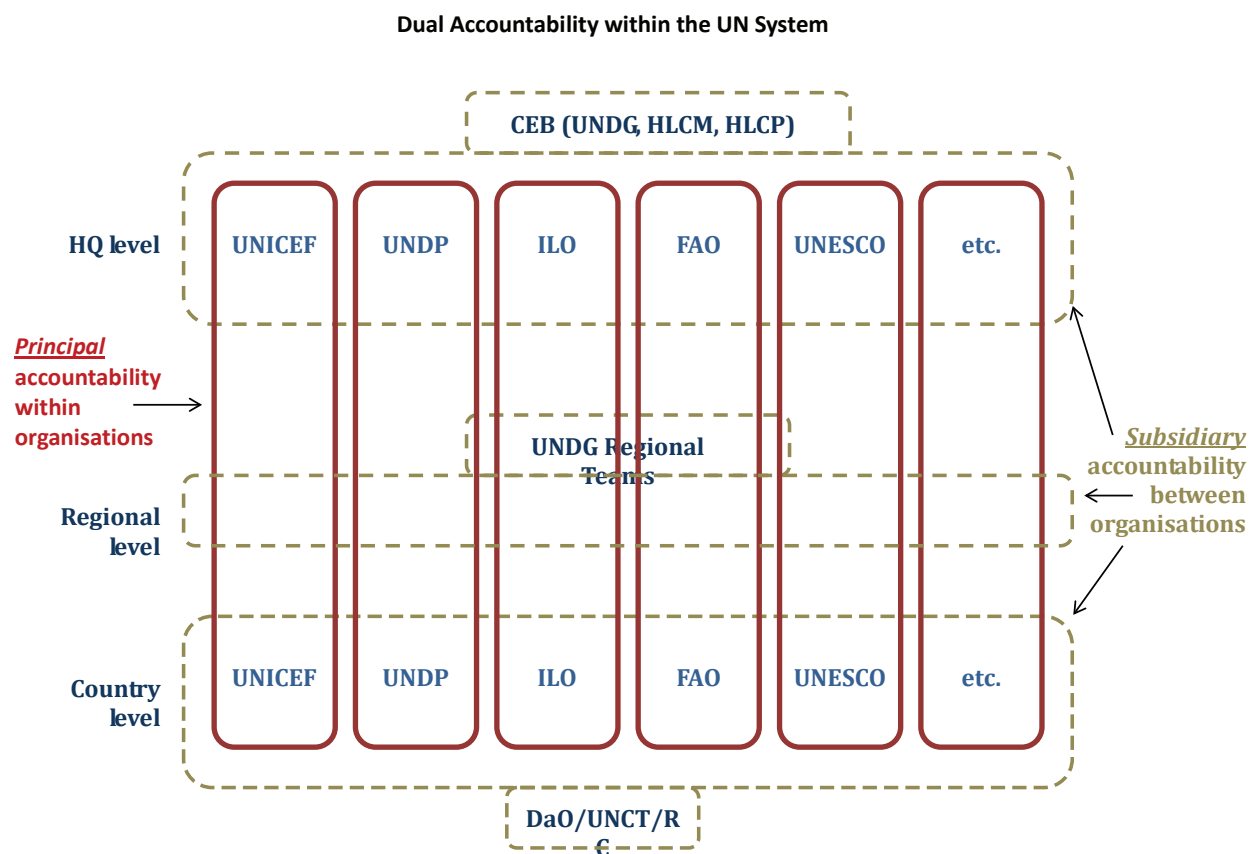 Dual Accountability within the UN System
CEB (UNDG, HLCM, HLCP)
HQ level
UNICEF
UNDP
ILO
FAO
UNESCO
etc.
Principal
accountability
within
organisations
UNDG Regional
Teams
Subsidiary
accountability
between
organisations
Regional
level
Country
level
UNICEF
UNDP
ILO
FAO
UNESCO
etc.
DaO/UNCT/R
C